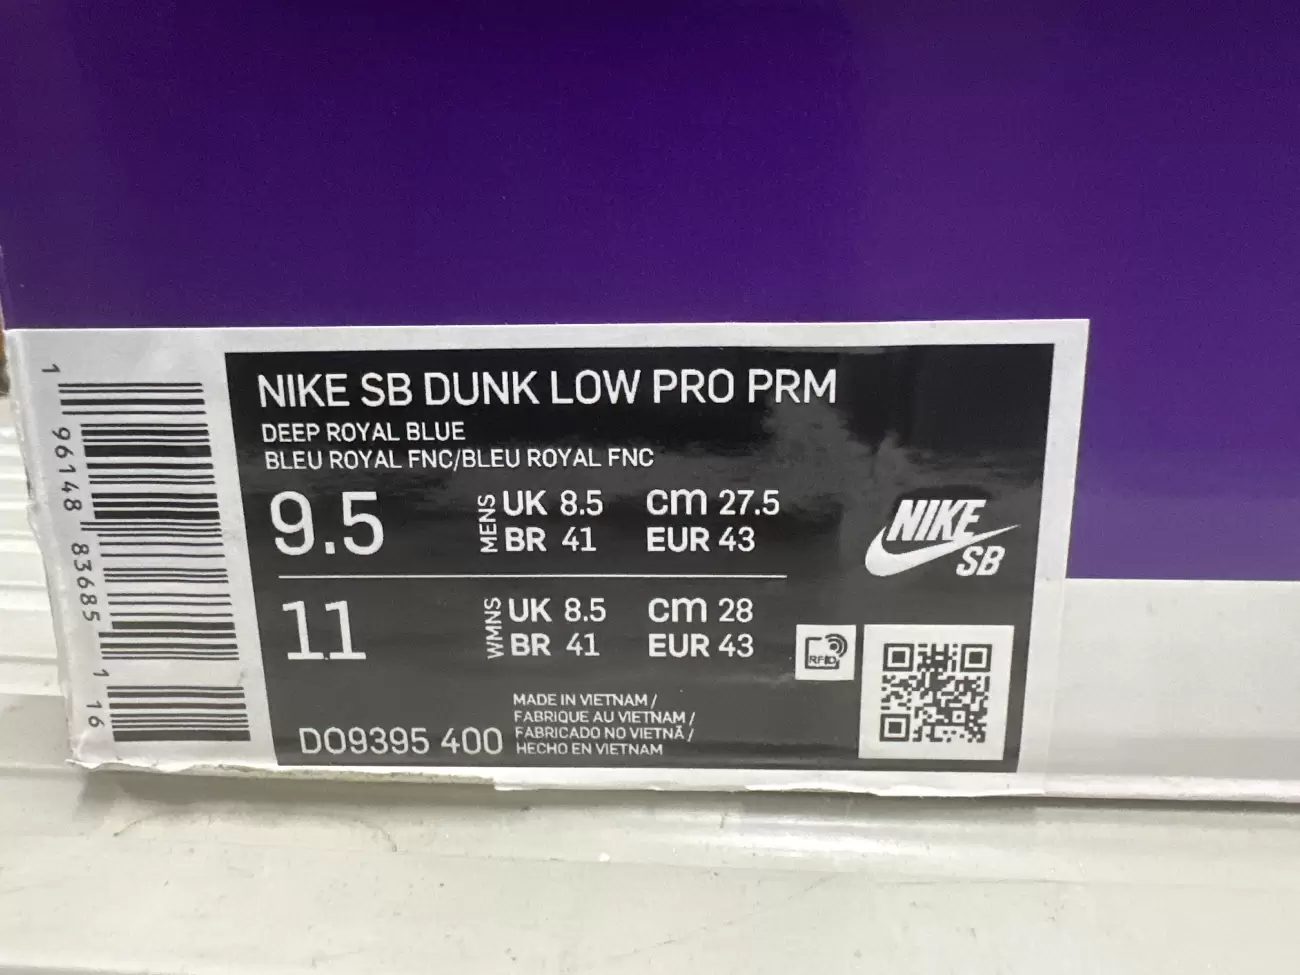 NIKE SB DUNK LOW PRO PRM
DEEP ROYAL BLUE
BLEU ROYAL FNC/BLEU ROYAL FNC
9.5 MENS UK 8.5 cm 27.5
BR 41 EUR 43
11 WMNS UK 8.5 cm 28
BR 41 EUR 43
NIKE
SB
RFID
MADE IN VIETNAM /
FABRIQUE AU VIETNAM /
FABRICADO NO VIETNÃ /
HECHO EN VIETNAM
DO9395 400
1 96148 83685 1 16